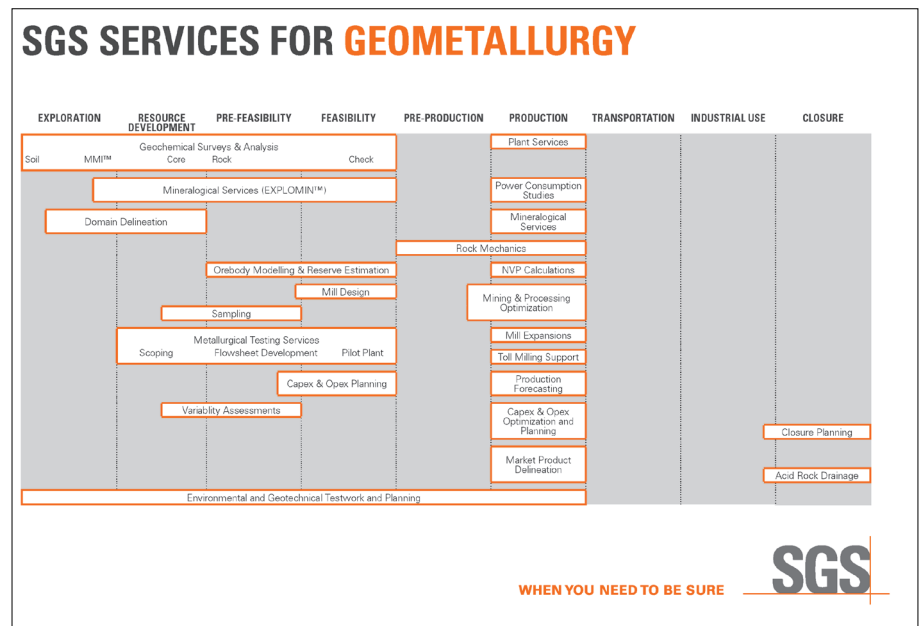 SGS SERVICES FOR GEOMETALLURGY
EXPLORATION
RESOURCE
DEVELOPMENT
PRE-FEASIBILITY
FEASIBILITY
PRE-PRODUCTION
PRODUCTION
TRANSPORTATION
INDUSTRIAL USE
CLOSURE
Geochemical Surveys & Analysis
Soil MMI™ Core Rock Check
Plant Services
Mineralogical Services (EXPLOMIN™)
Power Consumption
Studies
Domain Delineation
Mineralogical
Services
Rock Mechanics
Orebody Modelling & Reserve Estimation
NVP Calculations
Mill Design
Mining & Processing
Optimization
Sampling
Metallurgical Testing Services
Scoping Flowsheet Development Pilot Plant
Mill Expansions
Toll Milling Support
Capex & Opex Planning
Production
Forecasting
Variablity Assessments
Capex & Opex
Optimization and
Planning
Closure Planning
Market Product
Delineation
Acid Rock Drainage
Environmental and Geotechnical Testwork and Planning
WHEN YOU NEED TO BE SURE
SGS